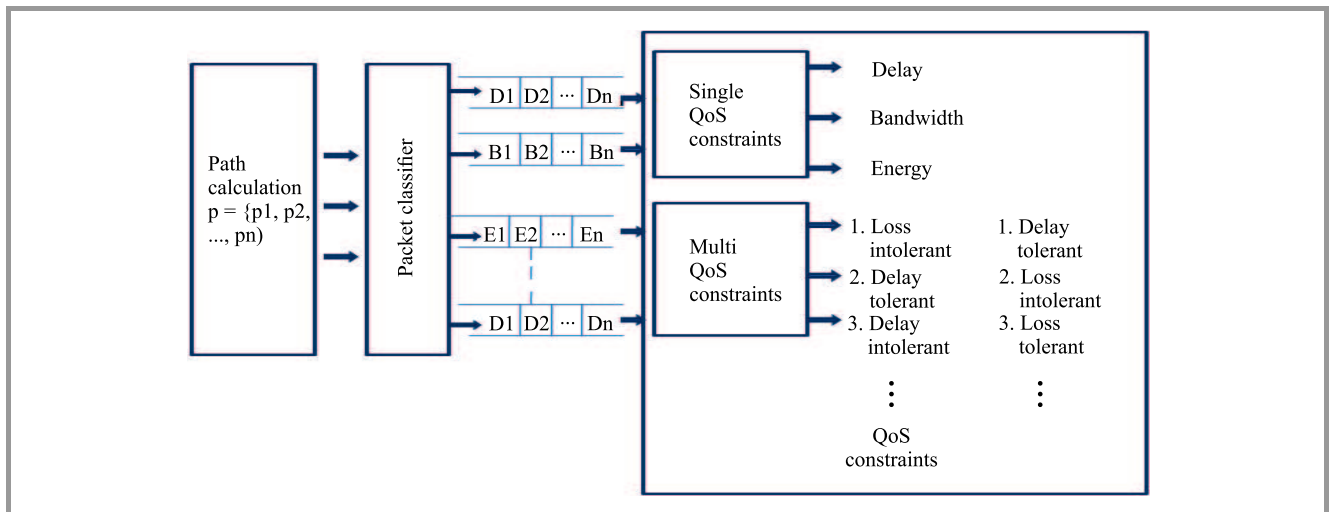 Path
calculation
p = {p1, p2,
..., pn)
Packet classifier
D1 D2 ... Dn
B1 B2 ... Bn
E1 E2 ... En
D1 D2 ... Dn
Single
QoS
constraints
Delay
Bandwidth
Energy
Multi
QoS
constraints
1. Loss
intolerant
2. Delay
tolerant
3. Delay
intolerant
1. Delay
tolerant
2. Loss
intolerant
3. Loss
tolerant
QoS
constraints